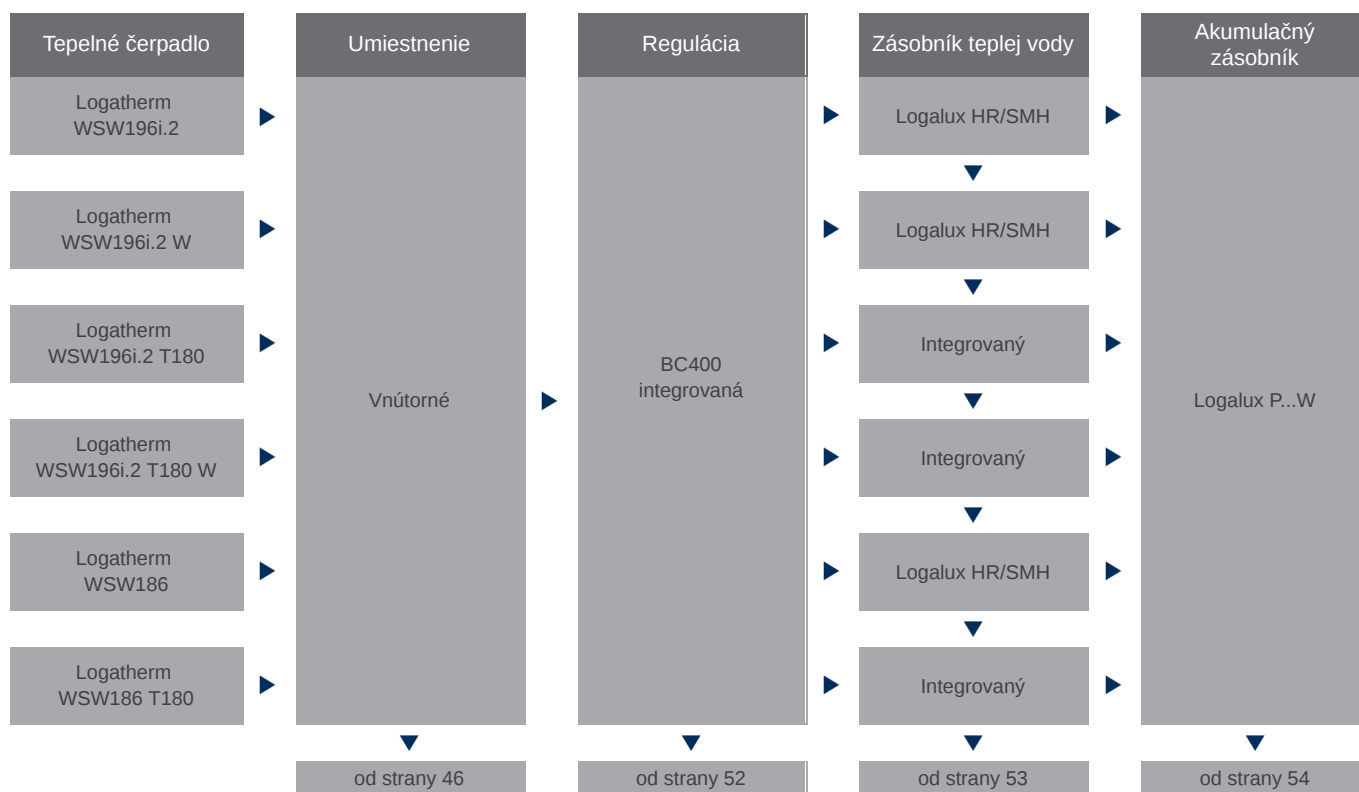 Tepelné čerpadlo
Umiestnenie
Regulácia
Zásobník teplej vody
Akumulačný
zásobník
Logatherm
WSW196i.2
Logatherm
WSW196i.2 W
Logatherm
WSW196i.2 T180
Logatherm
WSW196i.2 T180 W
Logatherm
WSW186
Logatherm
WSW186 T180
Vnútorné
BC400
integrovaná
Logalux HR/SMH
Logalux HR/SMH
Integrovaný
Integrovaný
Logalux HR/SMH
Integrovaný
Logalux P...W
od strany 46
od strany 52
od strany 53
od strany 54